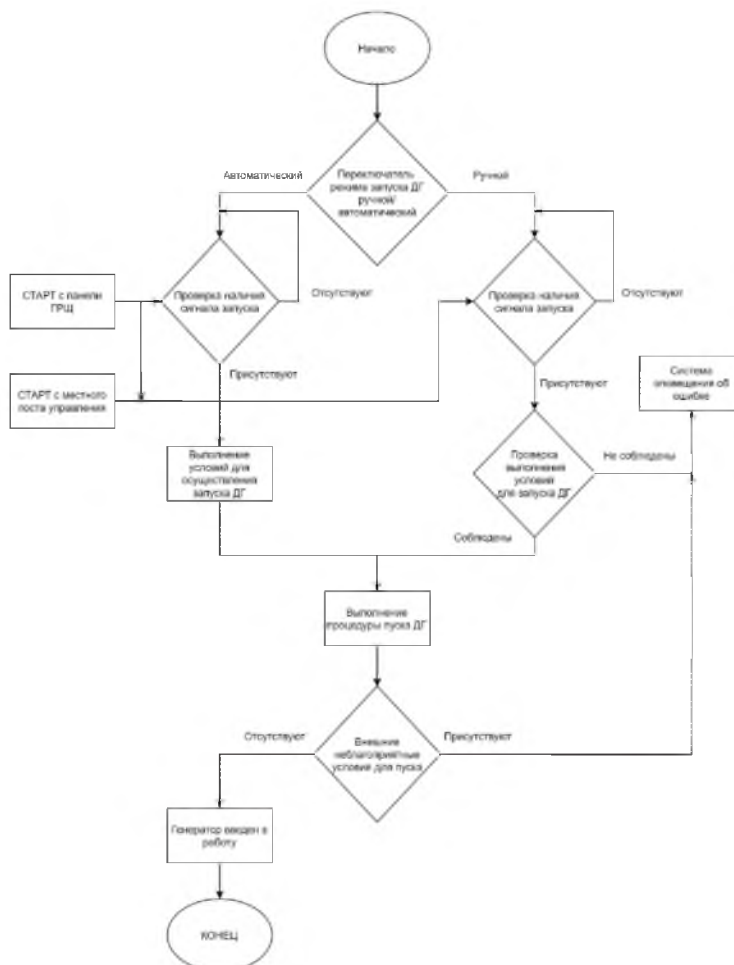 Начало
Переключатель
режима запуска ДГ
ручной/
автоматический
Автоматический
Ручной
Проверка наличия
сигнала запуска
Отсутствуют
Проверка наличия
сигнала запуска
Отсутствуют
СТАРТ с панели
ГРЩ
СТАРТ с местного
поста управления
Присутствуют
Присутствуют
Система
оповещения об
ошибке
Выполнение
условий для
осуществления
запуска ДГ
Проверка
выполнения
условий
для запуска ДГ
Не соблюдены
Соблюдены
Выполнение
процедуры пуска ДГ
Отсутствуют
Внешние
неблагоприятные
условий для пуска
Присутствуют
Генератор введен в
работу
КОНЕЦ